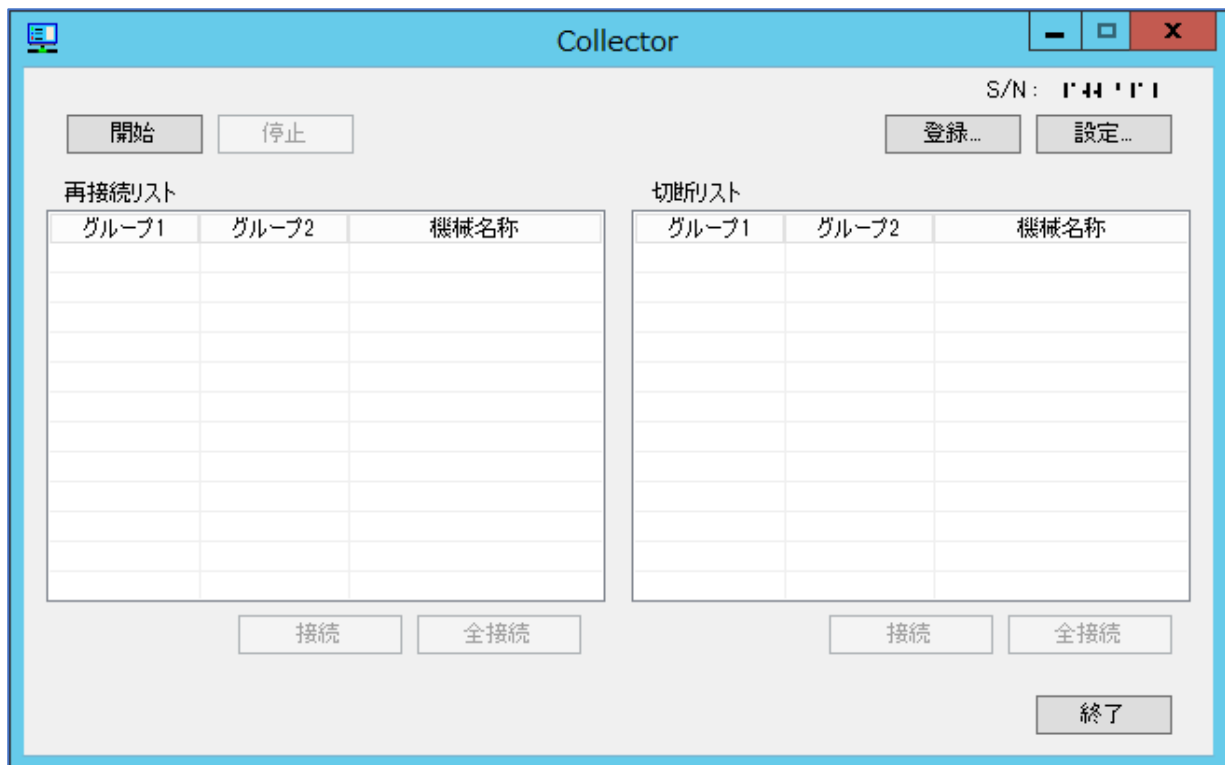 Collector
S/N :
開始 停止 登録... 設定...
再接続リスト 切断リスト
グループ1 グループ2 機械名称 グループ1 グループ2 機械名称
接続 全接続 接続 全接続
終了